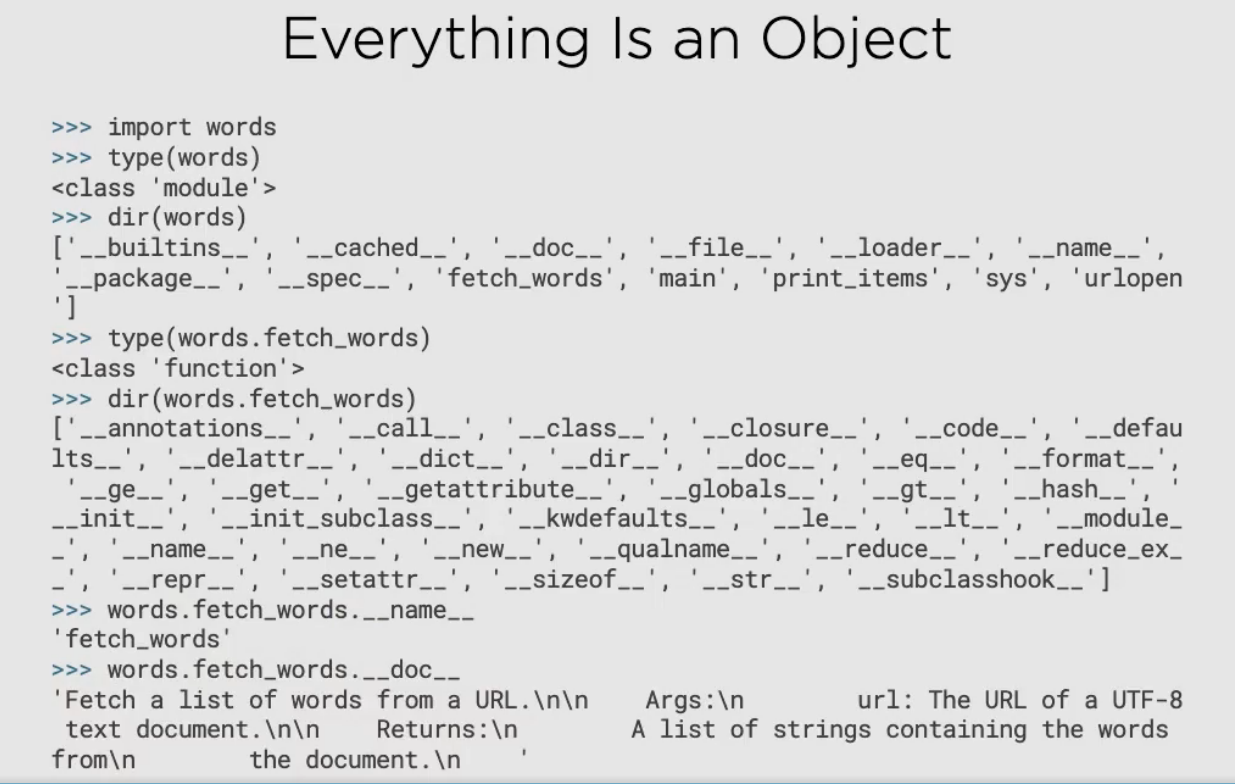 Everything Is an Object
>>> import words
>>> type(words)
<class 'module'>
>>> dir(words)
['__builtins__', '__cached__', '__doc__', '__file__', '__loader__', '__name__',
'__package__', '__spec__', 'fetch_words', 'main', 'print_items', 'sys', 'urlopen
']
>>> type(words.fetch_words)
<class 'function'>
>>> dir(words.fetch_words)
['__annotations__', '__call__', '__class__', '__closure__', '__code__', '__defau
lts__', '__delattr__', '__dict__', '__dir__', '__doc__', '__eq__', '__format__',
 '__ge__', '__get__', '__getattribute__', '__globals__', '__gt__', '__hash__', '
__init__', '__init_subclass__', '__kwdefaults__', '__le__', '__lt__', '__module_
_', '__name__', '__ne__', '__new__', '__qualname__', '__reduce__', '__reduce_ex_
_', '__repr__', '__setattr__', '__sizeof__', '__str__', '__subclasshook__']
>>> words.fetch_words.__name__
'fetch_words'
>>> words.fetch_words.__doc__
'Fetch a list of words from a URL.\n\n    Args:\n        url: The URL of a UTF-8
 text document.\n\n    Returns:\n        A list of strings containing the words
from\n        the document.\n    '